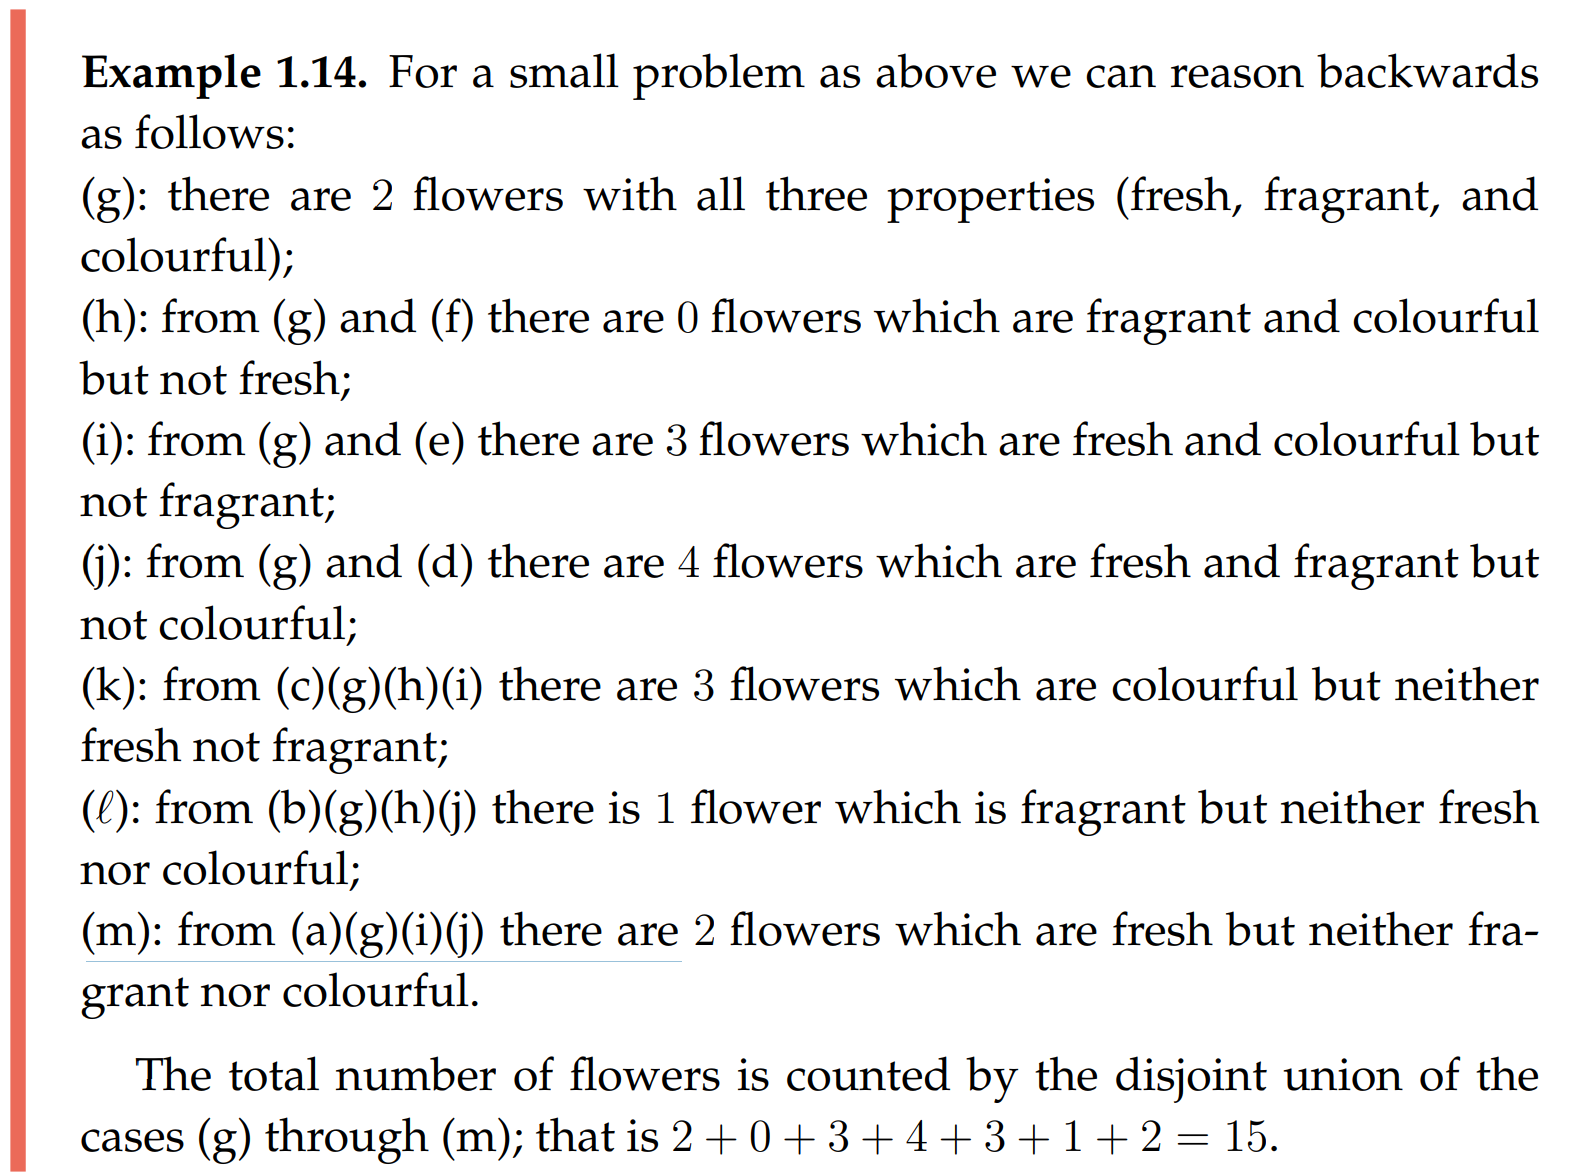 Example 1.14. For a small problem as above we can reason backwards
as follows:
(g): there are 2 flowers with all three properties (fresh, fragrant, and
colourful);
(h): from (g) and (f) there are 0 flowers which are fragrant and colourful
but not fresh;
(i): from (g) and (e) there are 3 flowers which are fresh and colourful but
not fragrant;
(j): from (g) and (d) there are 4 flowers which are fresh and fragrant but
not colourful;
(k): from (c)(g)(h)(i) there are 3 flowers which are colourful but neither
fresh not fragrant;
(ℓ): from (b)(g)(h)(j) there is 1 flower which is fragrant but neither fresh
nor colourful;
(m): from (a)(g)(i)(j) there are 2 flowers which are fresh but neither fra-
grant nor colourful.
The total number of flowers is counted by the disjoint union of the
cases (g) through (m); that is 2 + 0 + 3 + 4 + 3 + 1 + 2 = 15.